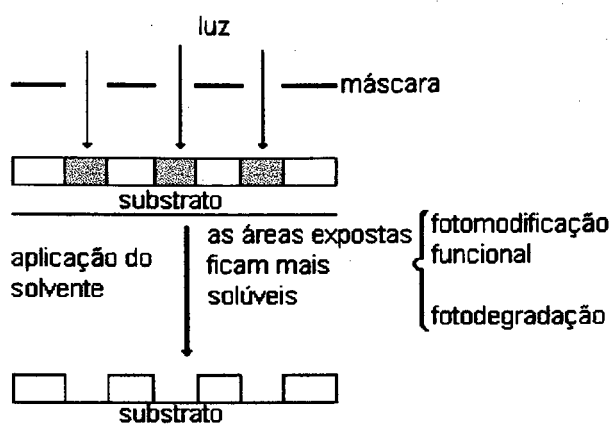 luz
máscara
substrato
aplicação do
solvente
as áreas expostas
ficam mais
solúveis
fotomodificação
funcional
fotodegradação
substrato